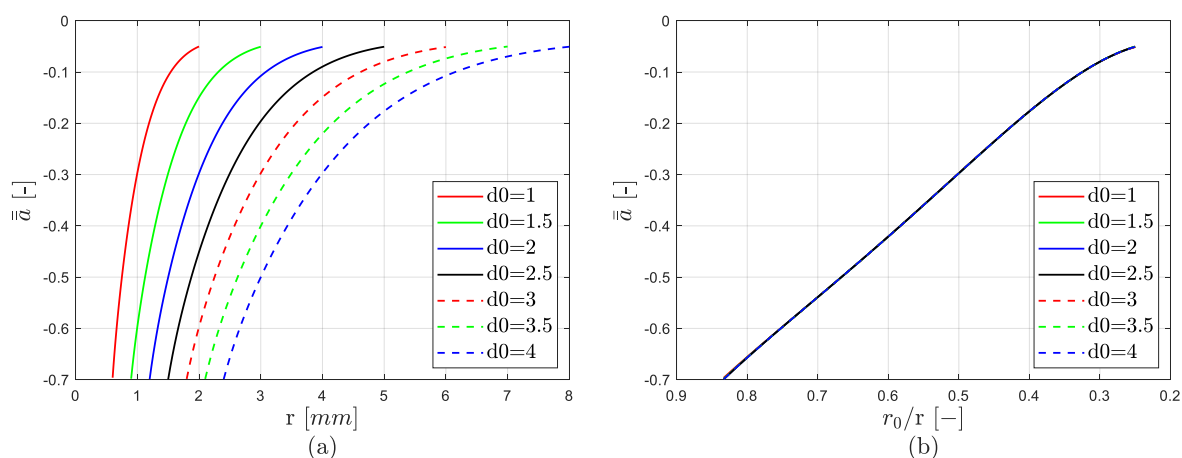 0
-0.1
-0.2
-0.3
-0.4
-0.5
-0.6
-0.7
0 1 2 3 4 5 6 7 8
a̿ [-]
r [mm]
d0=1
d0=1.5
d0=2
d0=2.5
d0=3
d0=3.5
d0=4
(a)
0
-0.1
-0.2
-0.3
-0.4
-0.5
-0.6
-0.7
0.9 0.8 0.7 0.6 0.5 0.4 0.3 0.2
a̿ [-]
r₀/r [−]
d0=1
d0=1.5
d0=2
d0=2.5
d0=3
d0=3.5
d0=4
(b)